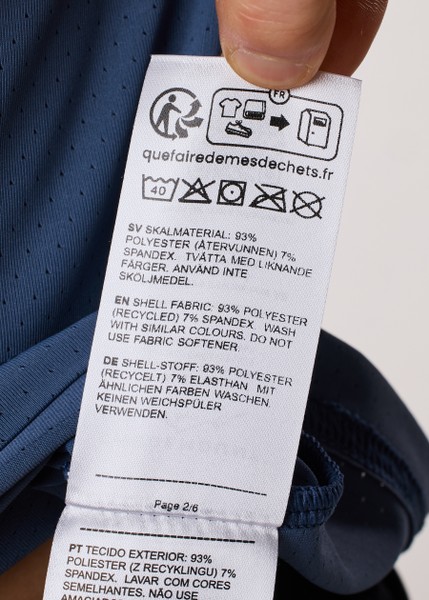 FR
quefairedemesdechets.fr
40
SV SKALMATERIAL: 93%
POLYESTER (ÅTERVUNNEN) 7%
SPANDEX. TVÄTTA MED LIKNANDE
FÄRGER. ANVÄND INTE
SKÖLJMEDEL.
EN SHELL FABRIC: 93% POLYESTER
(RECYCLED) 7% SPANDEX. WASH
WITH SIMILAR COLOURS. DO NOT
USE FABRIC SOFTENER.
DE SHELL-STOFF: 93% POLYESTER
(RECYCELT) 7% ELASTHAN MIT
ÄHNLICHEN FARBEN WASCHEN.
KEINEN WEICHSPÜLER
VERWENDEN.
Page 2/6
PT TECIDO EXTERIOR: 93%
POLIESTER (Z RECYKLINGU) 7%
SPANDEX. LAVAR COM CORES
SEMELHANTES. NÃO USE